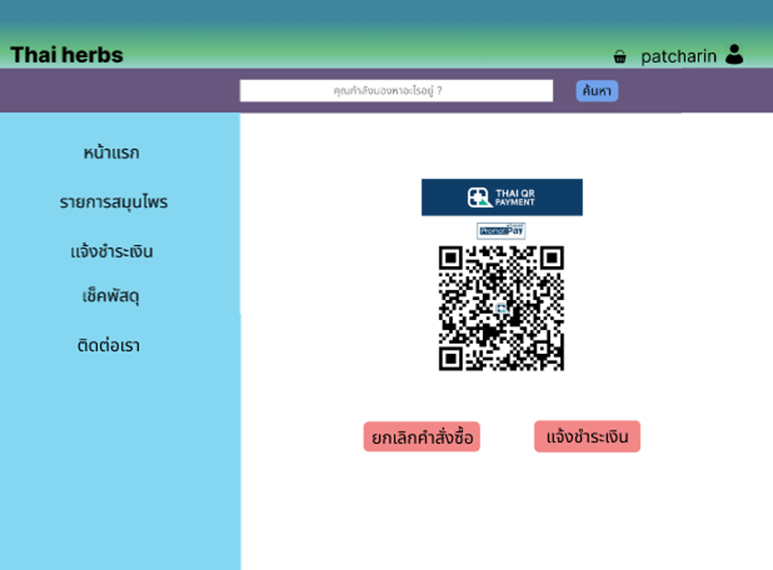 Thai herbs
patcharin
คุณกำลังมองหาอะไรอยู่ ?
ค้นหา
หน้าแรก
รายการสมุนไพร
แจ้งชำระเงิน
เช็คพัสดุ
ติดต่อเรา
THAI QR
PAYMENT
PromptPay
ยกเลิกคำสั่งซื้อ
แจ้งชำระเงิน